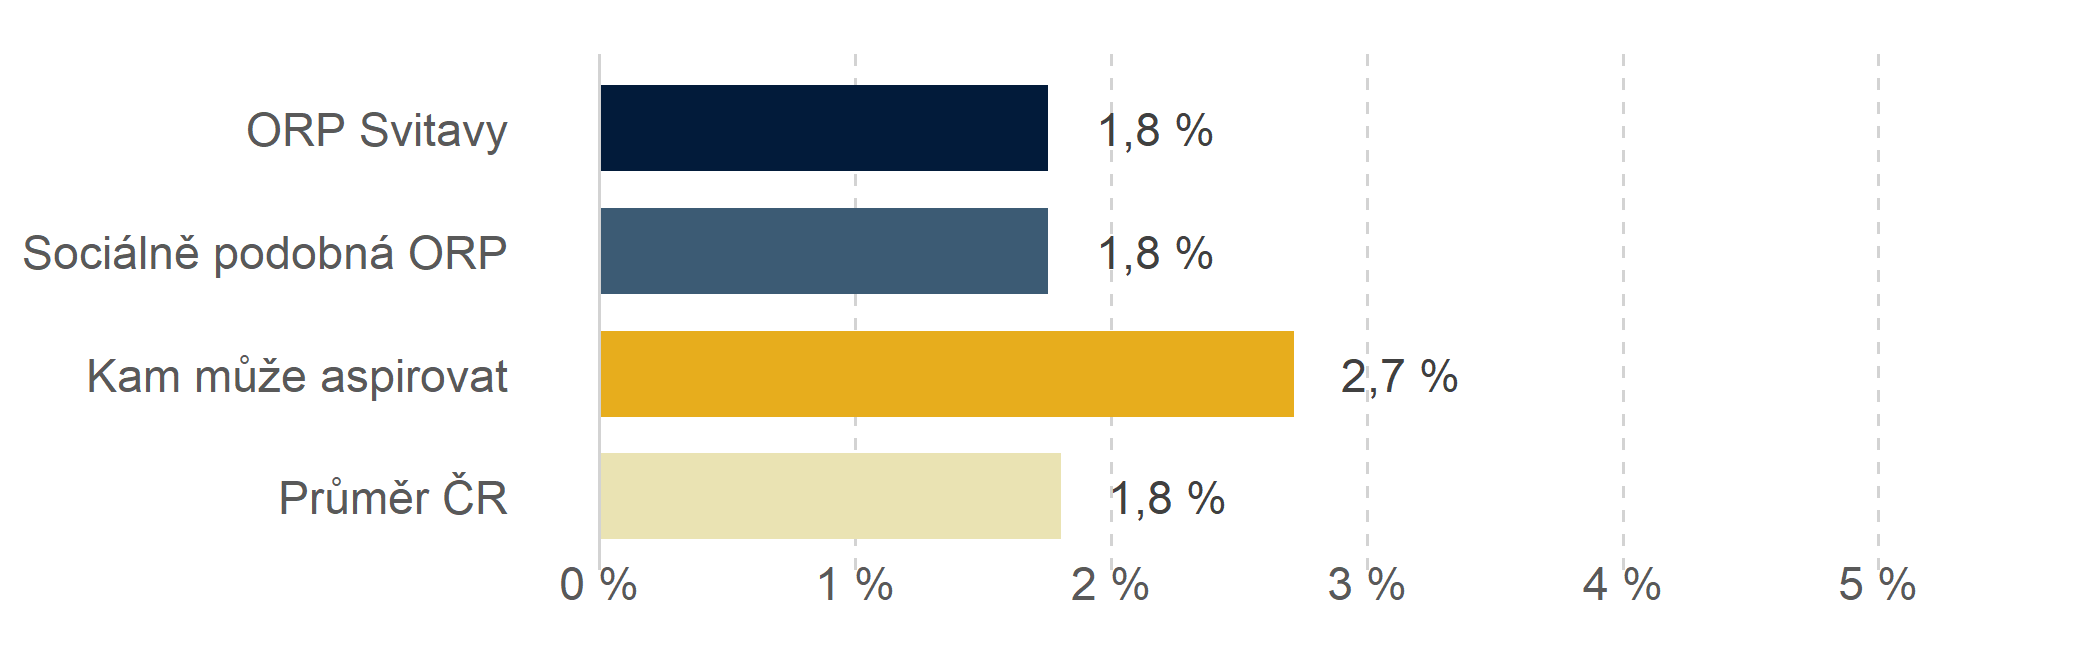 ORP Svitavy 1,8 %
Sociálně podobná ORP 1,8 %
Kam může aspirovat 2,7 %
Průměr ČR 1,8 %
0 % 1 % 2 % 3 % 4 % 5 %